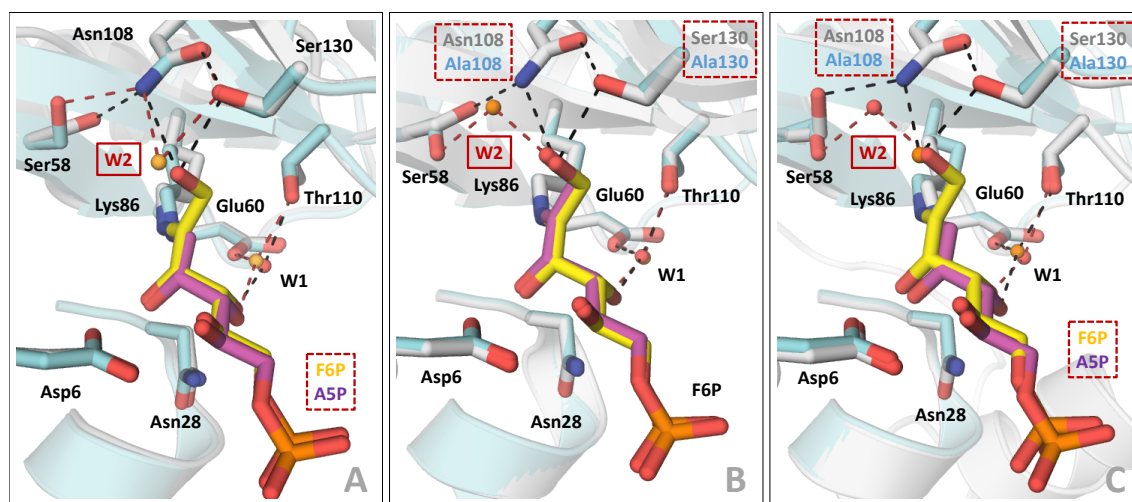 Asn108
Ser130
Ser58
W2
Lys86
Glu60
Thr110
W1
Asp6
Asn28
F6P
A5P
A
Asn108
Ala108
Ser130
Ala130
Ser58
W2
Lys86
Glu60
Thr110
W1
Asp6
Asn28
F6P
B
Asn108
Ala108
Ser130
Ala130
Ser58
W2
Lys86
Glu60
Thr110
W1
Asp6
Asn28
F6P
A5P
C